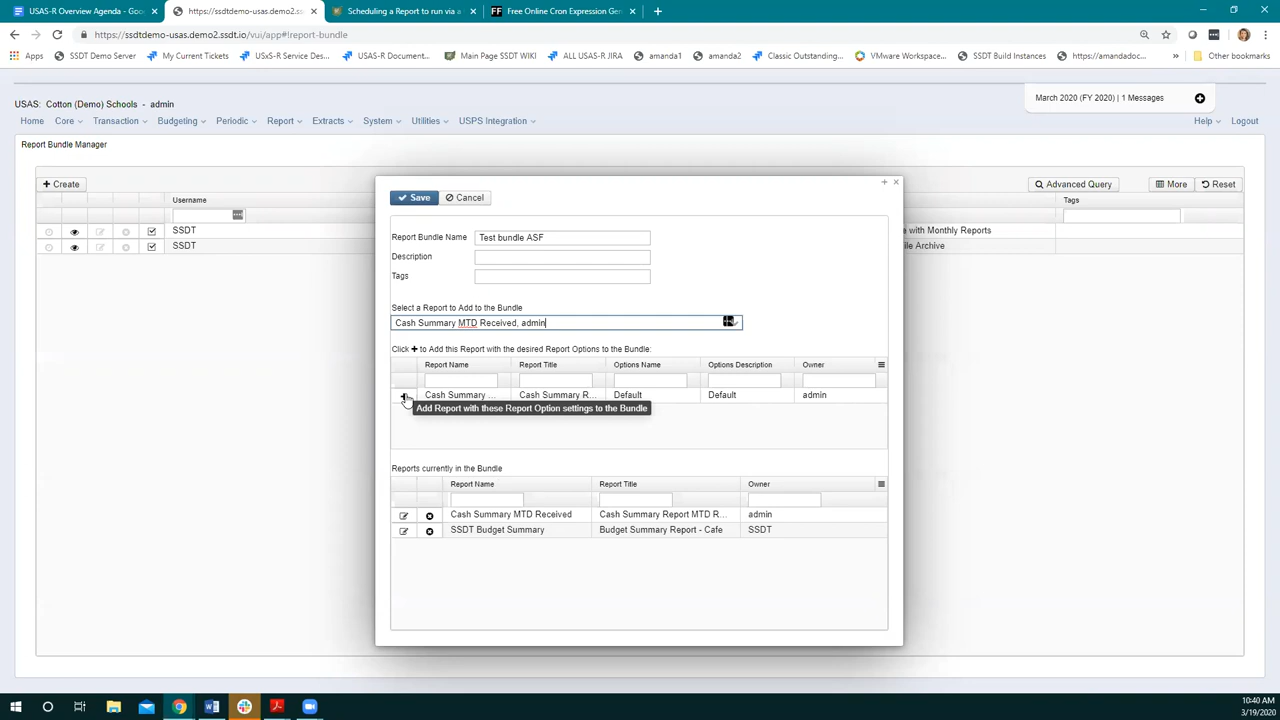 USAS-R Overview Agenda - Goo
https://ssdtdemo-usas.demo2.ssdt
Scheduling a Report to run via e
Free Online Cron Expression Gen
https://ssdtdemo-usas.demo2.ssdt.io/vui/app#!report-bundle
Apps SSDT Demo Server My Current Tickets USxS-R Service Des... USAS-R Document... Main Page SSDT WIKI ALL USAS-R JIRA amanda1 amanda2 Classic Outstanding... VMware Workspace... SSDT Build Instances https://amandadoc... » Other bookmarks
March 2020 (FY 2020) | 1 Messages
USAS: Cotton (Demo) Schools - admin
Home Core Transaction Budgeting Periodic Report Extracts System Utilities USPS Integration Help Logout
Report Bundle Manager
Create Advanced Query More Reset
Username Tags
SSDT e with Monthly Reports
SSDT ile Archive
Save Cancel
Report Bundle Name Test bundle ASF
Description
Tags
Select a Report to Add to the Bundle
Cash Summary MTD Received, admin
Click + to Add this Report with the desired Report Options to the Bundle:
Report Name Report Title Options Name Options Description Owner
Cash Summary ... Cash Summary R... Default Default admin
Add Report with these Report Option settings to the Bundle
Reports currently in the Bundle
Report Name Report Title Owner
Cash Summary MTD Received Cash Summary Report MTD R... admin
SSDT Budget Summary Budget Summary Report - Cafe SSDT
10:40 AM
3/19/2020